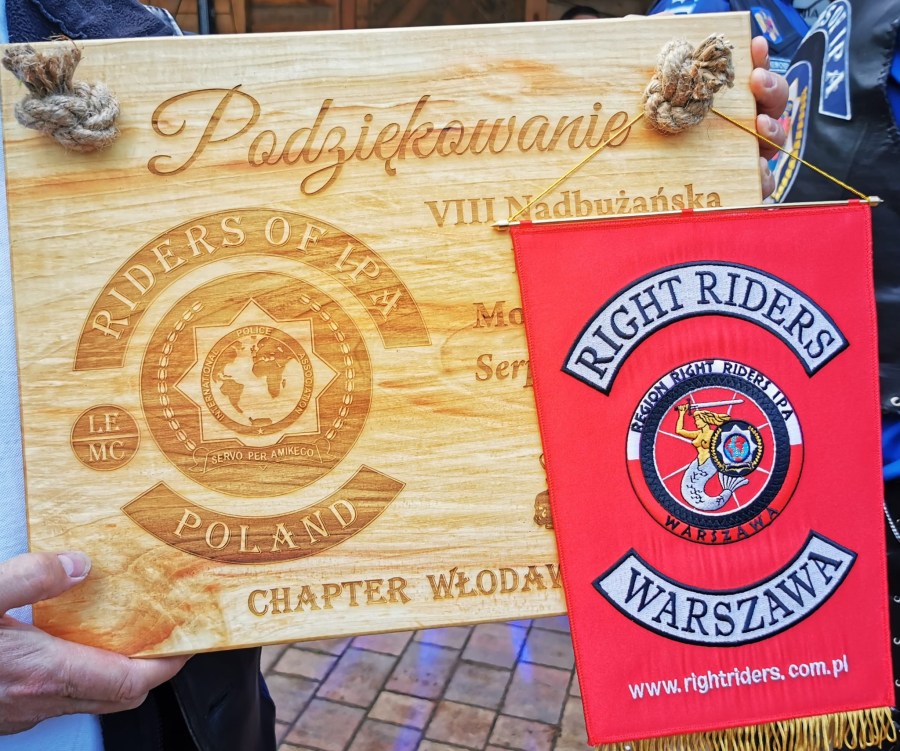 Podziękowanie
VIII Nadbużańska
RIDERS OF IPA
INTERNATIONAL POLICE ASSOCIATION
SERVO PER AMIKECO
LE
MC
POLAND
CHAPTER
RIGHT RIDERS
REGION RIGHT RIDERS IPA
WARSZAWA
WARSZAWA
www.rightriders.com.pl
IPA